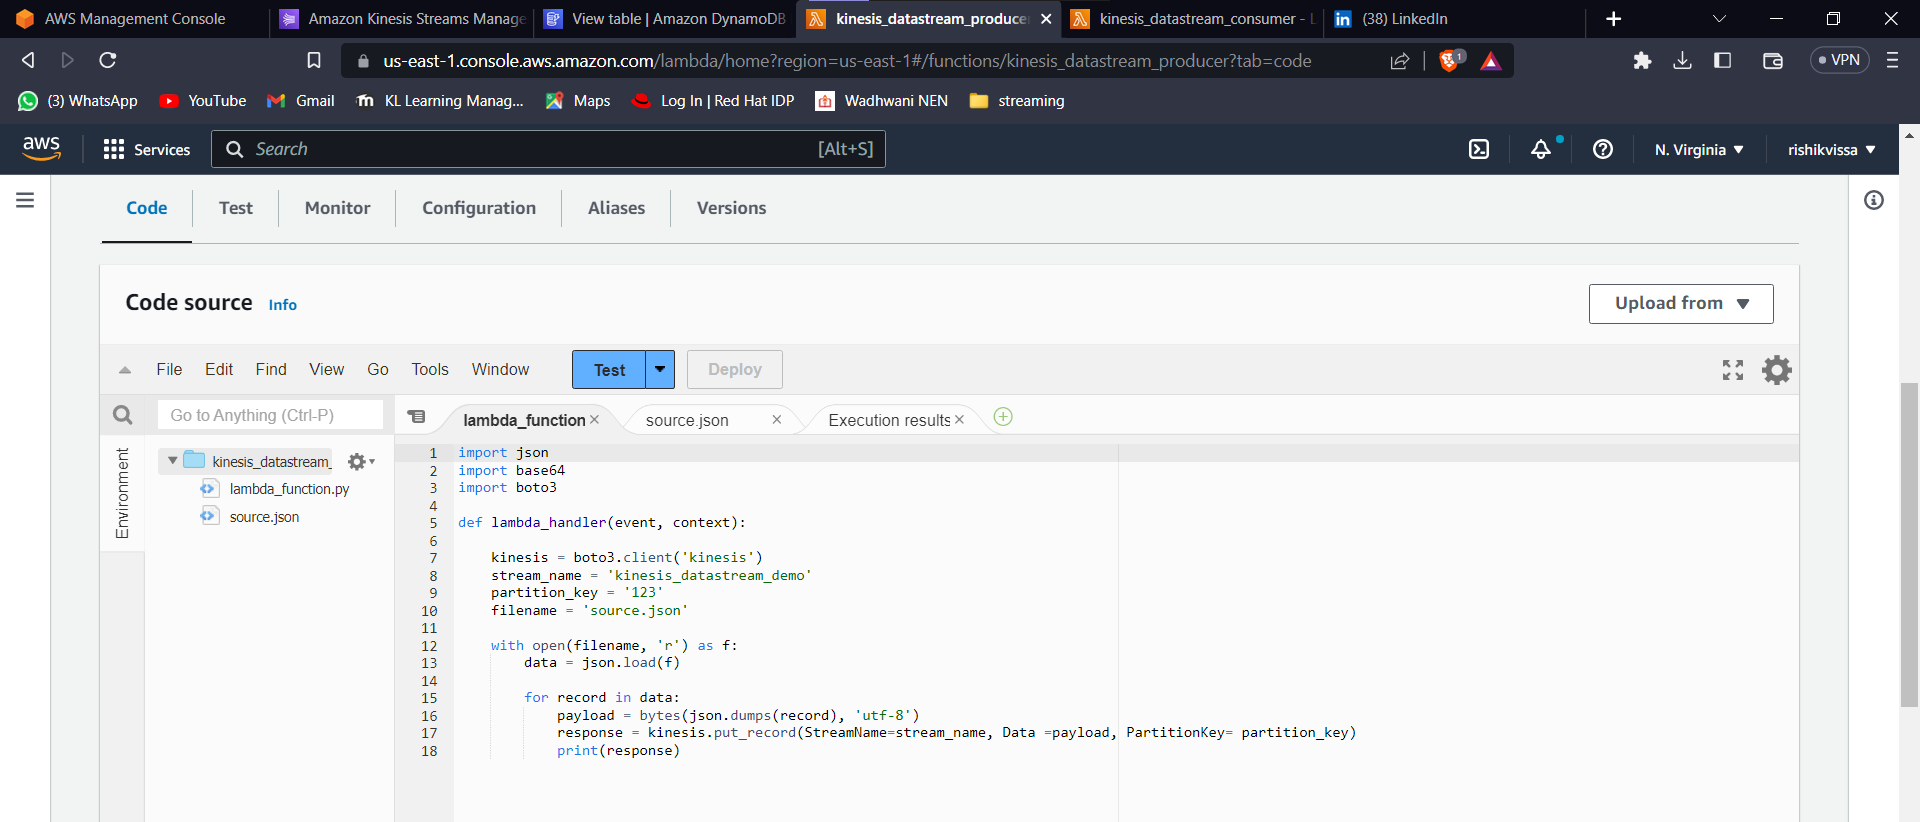 AWS Management Console
Amazon Kinesis Streams Manage
View table | Amazon DynamoDB
kinesis_datastream_producer
kinesis_datastream_consumer - L
(38) LinkedIn
us-east-1.console.aws.amazon.com/lambda/home?region=us-east-1#/functions/kinesis_datastream_producer?tab=code
1
VPN
(3) WhatsApp
YouTube
Gmail
KL Learning Manag...
Maps
Log In | Red Hat IDP
Wadhwani NEN
streaming
aws
Services
Search
[Alt+S]
N. Virginia
rishikvissa
Code
Test
Monitor
Configuration
Aliases
Versions
Code source
Info
Upload from
File
Edit
Find
View
Go
Tools
Window
Test
Deploy
Go to Anything (Ctrl-P)
lambda_function
source.json
Execution results
Environment
kinesis_datastream_
lambda_function.py
source.json
1 import json
2 import base64
3 import boto3
4
5 def lambda_handler(event, context):
6
7     kinesis = boto3.client('kinesis')
8     stream_name = 'kinesis_datastream_demo'
9     partition_key = '123'
10     filename = 'source.json'
11
12     with open(filename, 'r') as f:
13         data = json.load(f)
14
15         for record in data:
16             payload = bytes(json.dumps(record), 'utf-8')
17             response = kinesis.put_record(StreamName=stream_name, Data =payload, PartitionKey= partition_key)
18             print(response)